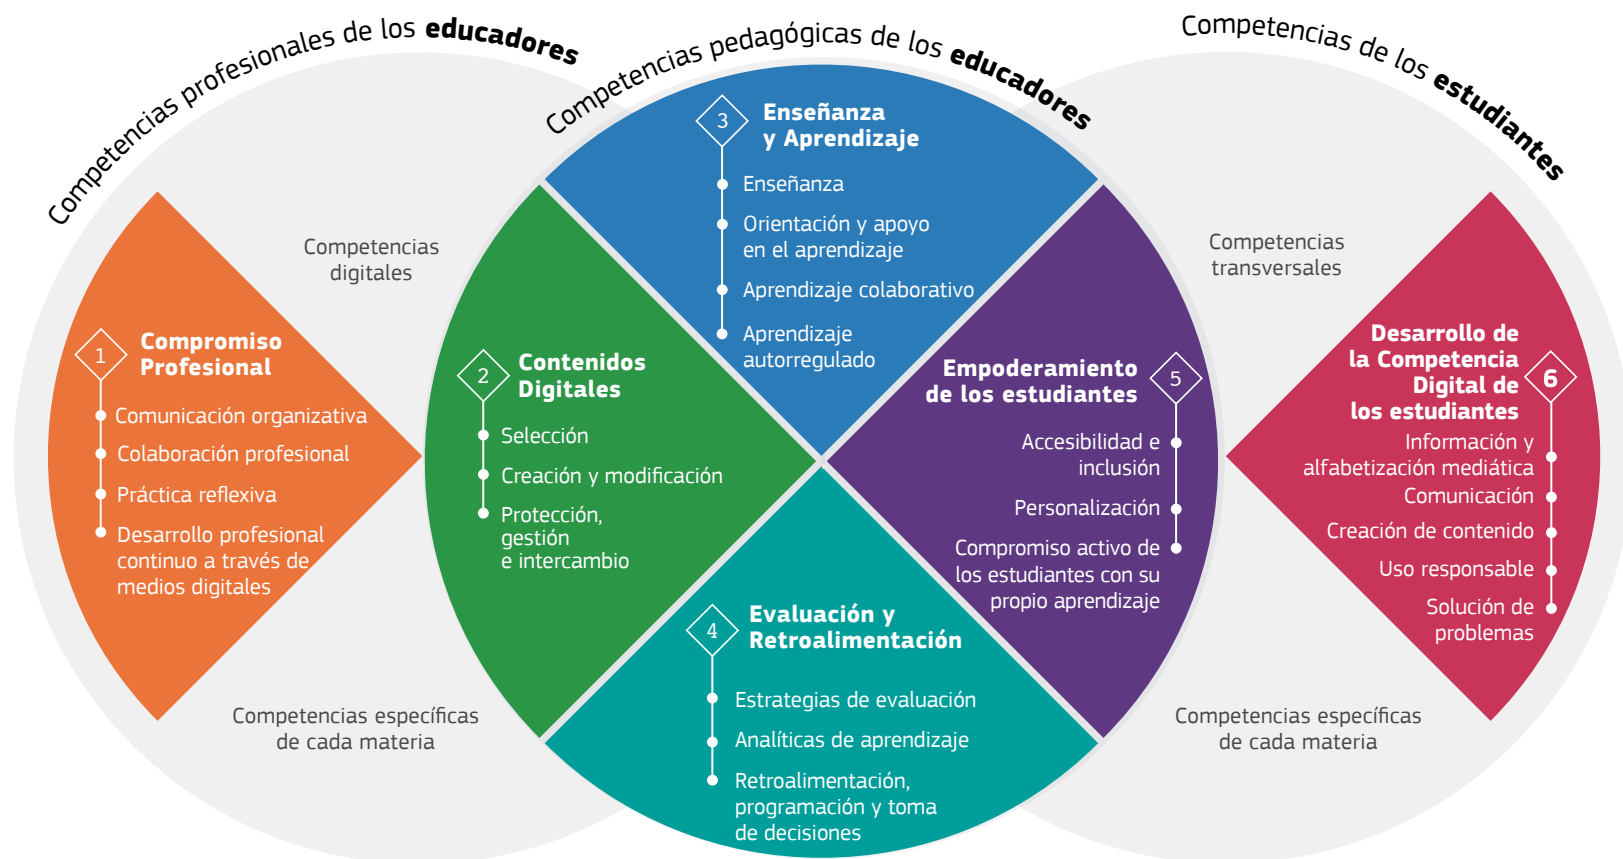 Competencias profesionales de los educadores
Competencias pedagógicas de los educadores
Competencias de los estudiantes
Competencias
digitales
Competencias específicas
de cada materia
1
Compromiso
Profesional
Comunicación organizativa
Colaboración profesional
Práctica reflexiva
Desarrollo profesional
continuo a través de
medios digitales
2
Contenidos
Digitales
Selección
Creación y modificación
Protección,
gestión
e intercambio
3
Enseñanza
y Aprendizaje
Enseñanza
Orientación y apoyo
en el aprendizaje
Aprendizaje colaborativo
Aprendizaje
autorregulado
4
Evaluación y
Retroalimentación
Estrategias de evaluación
Analíticas de aprendizaje
Retroalimentación,
programación y toma
de decisiones
5
Empoderamiento
de los estudiantes
Accesibilidad e
inclusión
Personalización
Compromiso activo de
los estudiantes con su
propio aprendizaje
Competencias
transversales
Competencias específicas
de cada materia
6
Desarrollo de
la Competencia
Digital de
los estudiantes
Información y
alfabetización mediática
Comunicación
Creación de contenido
Uso responsable
Solución de
problemas